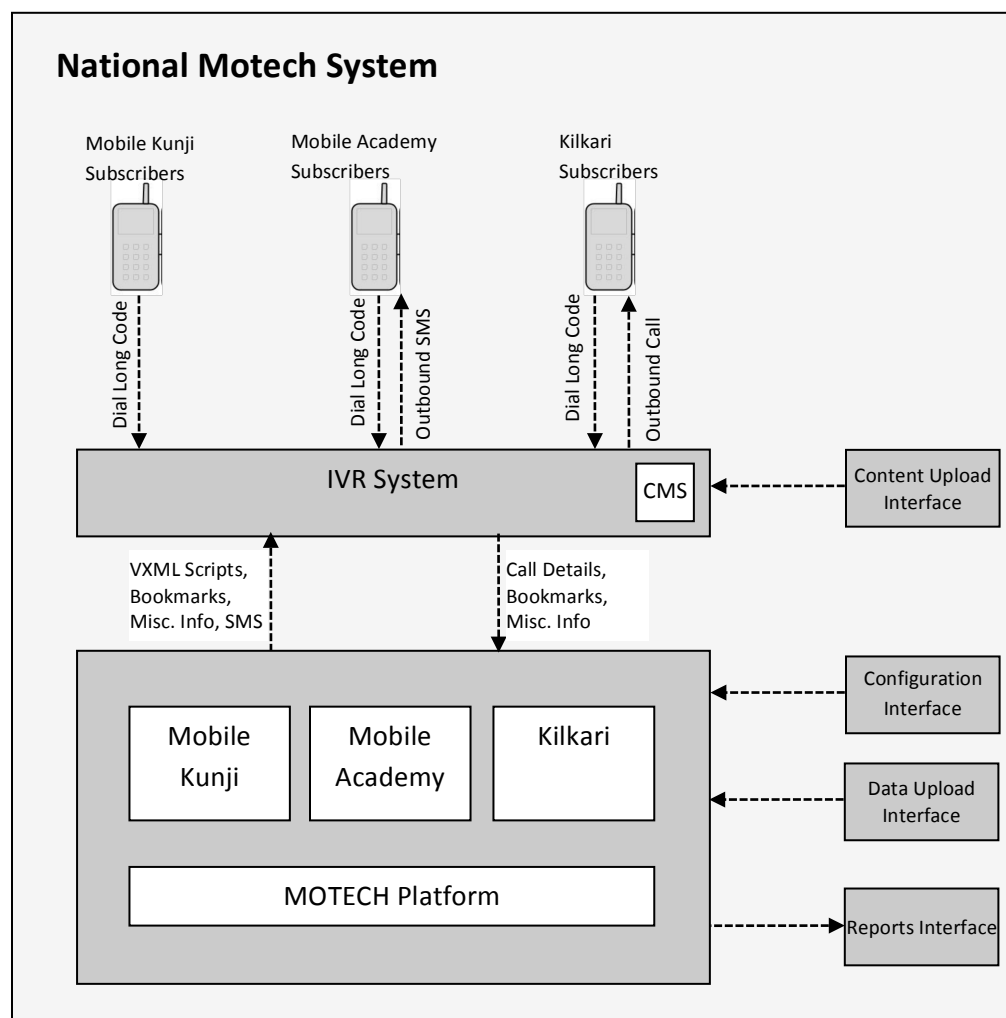 National Motech System
Mobile Kunji
Subscribers
Mobile Academy
Subscribers
Kilkari
Subscribers
Dial Long Code
Dial Long Code
Outbound SMS
Dial Long Code
Outbound Call
IVR System
CMS
Content Upload
Interface
VXML Scripts,
Bookmarks,
Misc. Info, SMS
Call Details,
Bookmarks,
Misc. Info
Configuration
Interface
Mobile
Kunji
Mobile
Academy
Kilkari
Data Upload
Interface
MOTECH Platform
Reports Interface